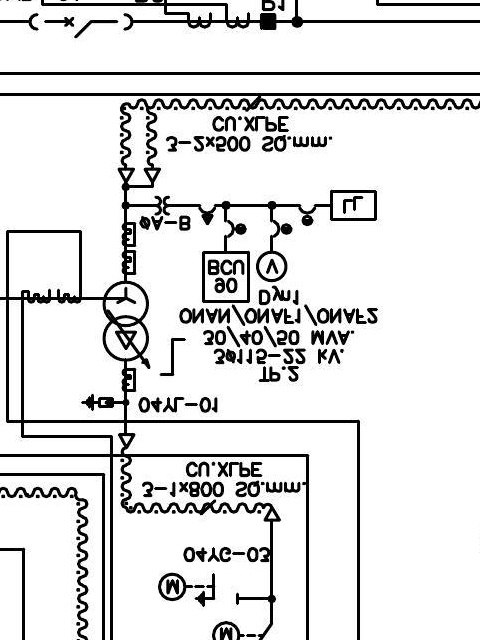 M
M
04YG-03
3-1x800 SQ.mm.
CU.XLPE
04YL-01
TP.2
3ø115-22 kV.
30/40/50 MVA.
ONAN/ONAF1/ONAF2
Dyn1
90
BCU
V
øA-B
LL
3-2x500 SQ.mm.
CU.XLPE